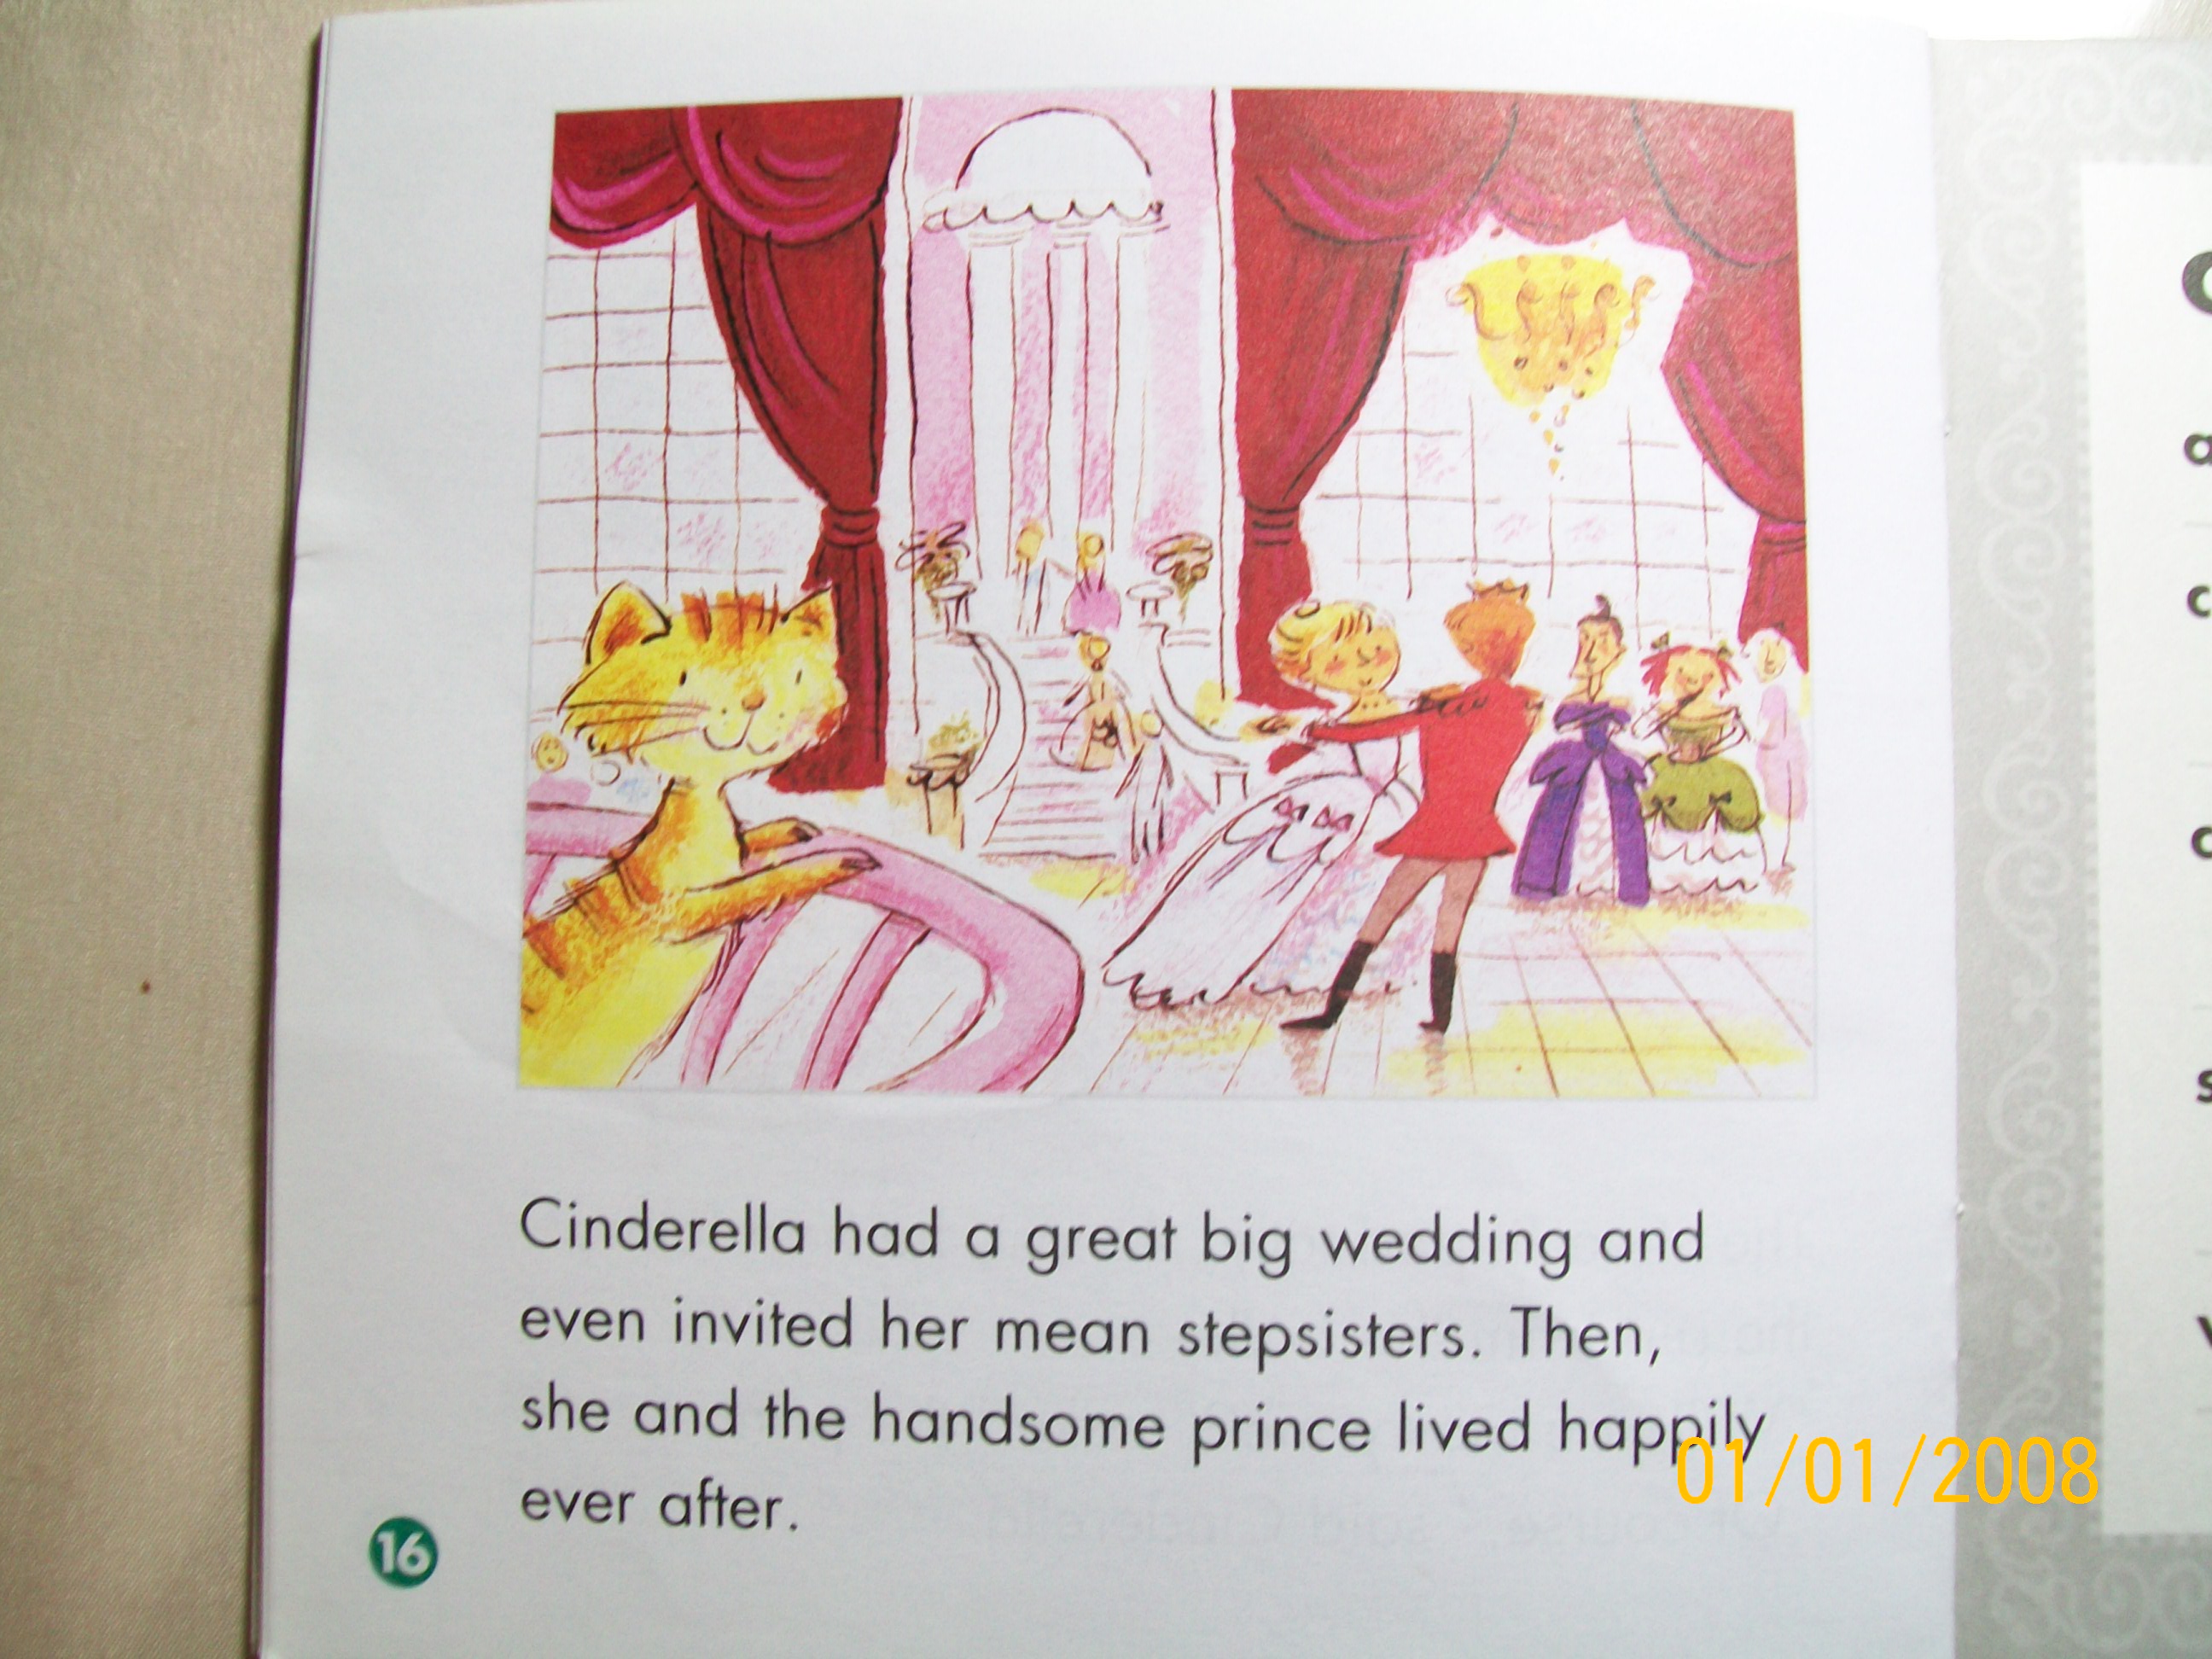 Cinderella had a great big wedding and
even invited her mean stepsisters. Then,
she and the handsome prince lived happily
ever after.
16
01/01/2008